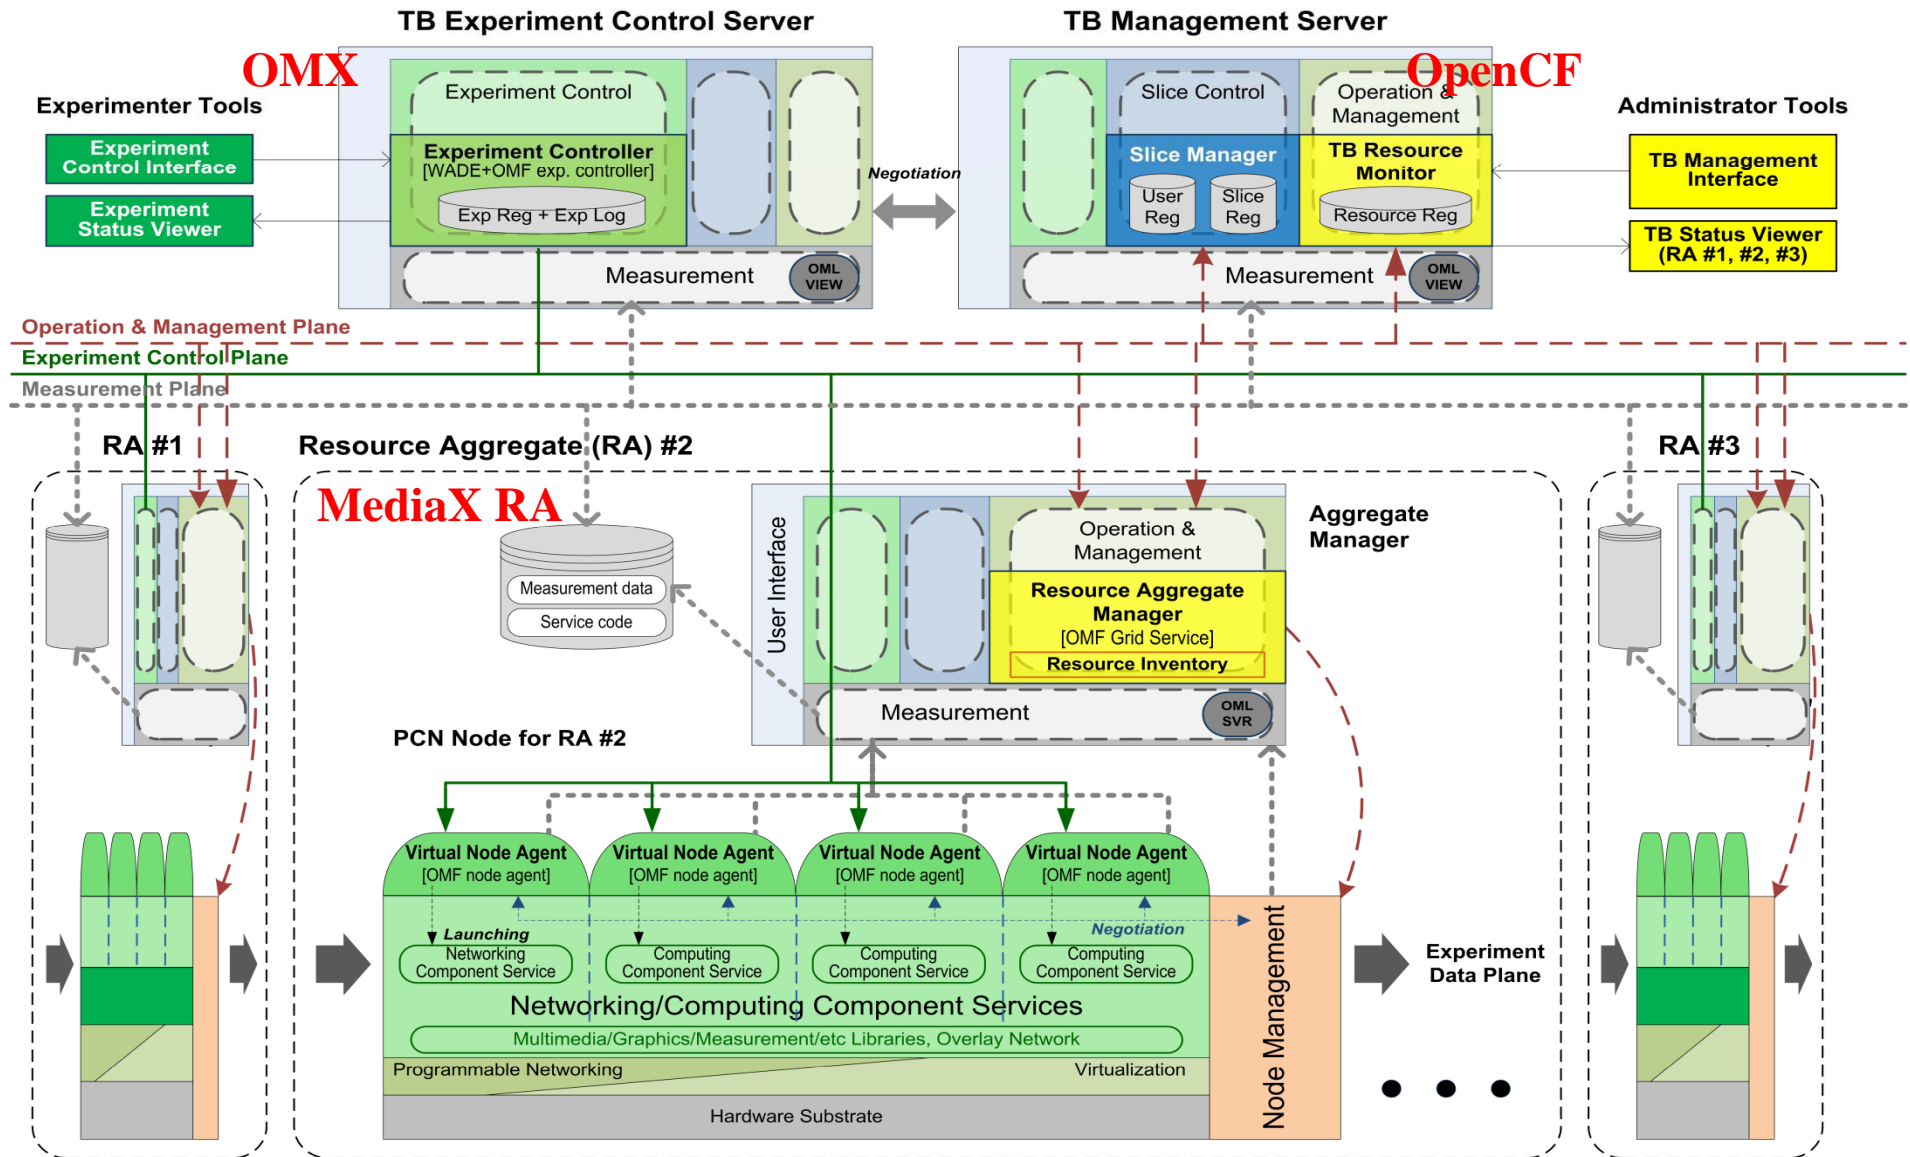 TB Experiment Control Server
TB Management Server
OMX
OpenCF
Experimenter Tools
Experiment
Control Interface
Experiment
Status Viewer
Experiment Control
Experiment Controller
[WADE+OMF exp. controller]
Exp Reg + Exp Log
Measurement
OML
VIEW
Negotiation
Slice Control
Slice Manager
User
Reg
Slice
Reg
Operation &
Management
TB Resource
Monitor
Resource Reg
Measurement
OML
VIEW
Administrator Tools
TB Management
Interface
TB Status Viewer
(RA #1, #2, #3)
Operation & Management Plane
Experiment Control Plane
Measurement Plane
RA #1
Resource Aggregate (RA) #2
RA #3
MediaX RA
Measurement data
Service code
User Interface
Operation &
Management
Resource Aggregate
Manager
[OMF Grid Service]
Resource Inventory
Measurement
OML
SVR
Aggregate
Manager
PCN Node for RA #2
Virtual Node Agent
[OMF node agent]
Virtual Node Agent
[OMF node agent]
Virtual Node Agent
[OMF node agent]
Virtual Node Agent
[OMF node agent]
Launching
Negotiation
Networking
Component Service
Computing
Component Service
Computing
Component Service
Computing
Component Service
Networking/Computing Component Services
Multimedia/Graphics/Measurement/etc Libraries, Overlay Network
Programmable Networking
Virtualization
Hardware Substrate
Node Management
Experiment
Data Plane